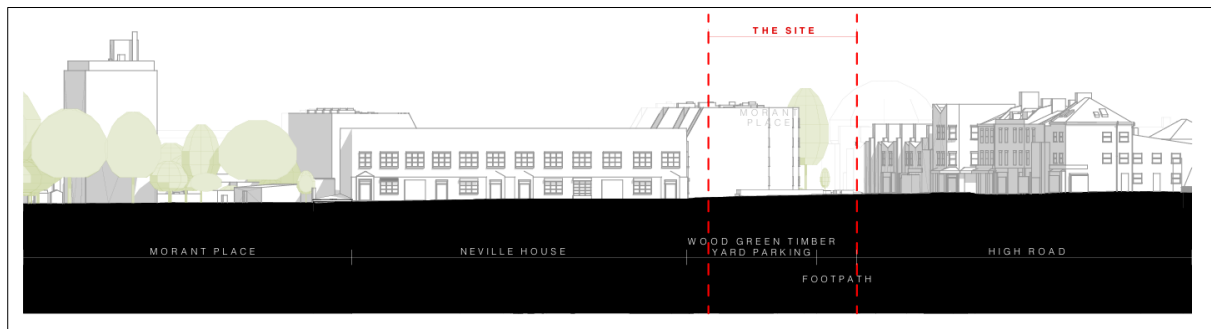 THE SITE
MORANT
PLACE
MORANT PLACE
NEVILLE HOUSE
WOOD GREEN TIMBER
YARD PARKING
HIGH ROAD
FOOTPATH